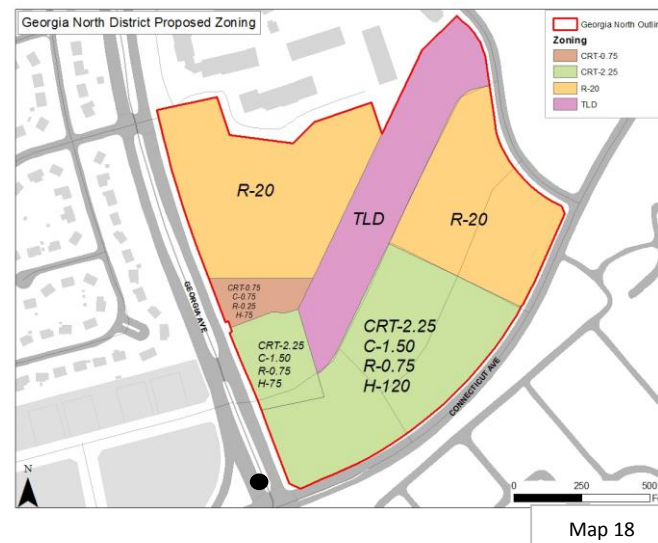 Georgia North District Proposed Zoning
Georgia North Outlin
Zoning
CRT-0.75
CRT-2.25
R-20
TLD
R-20
TLD
R-20
CRT-0.75
C-0.75
R-0.25
H-75
GEORGIA AVE
CRT-2.25
C-1.50
R-0.75
H-75
CRT-2.25
C-1.50
R-0.75
H-120
CONNECTICUT AVE
N
0 250 500
Fe
Map 18